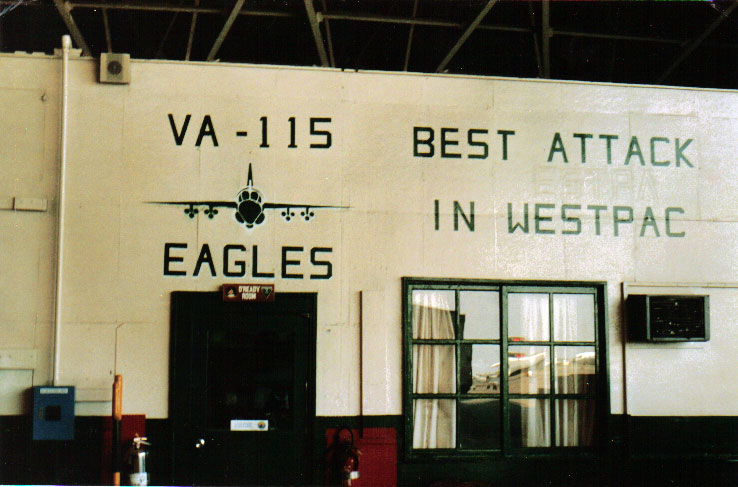 VA-115
BEST ATTACK
IN WESTPAC
EAGLES
READY
ROOM